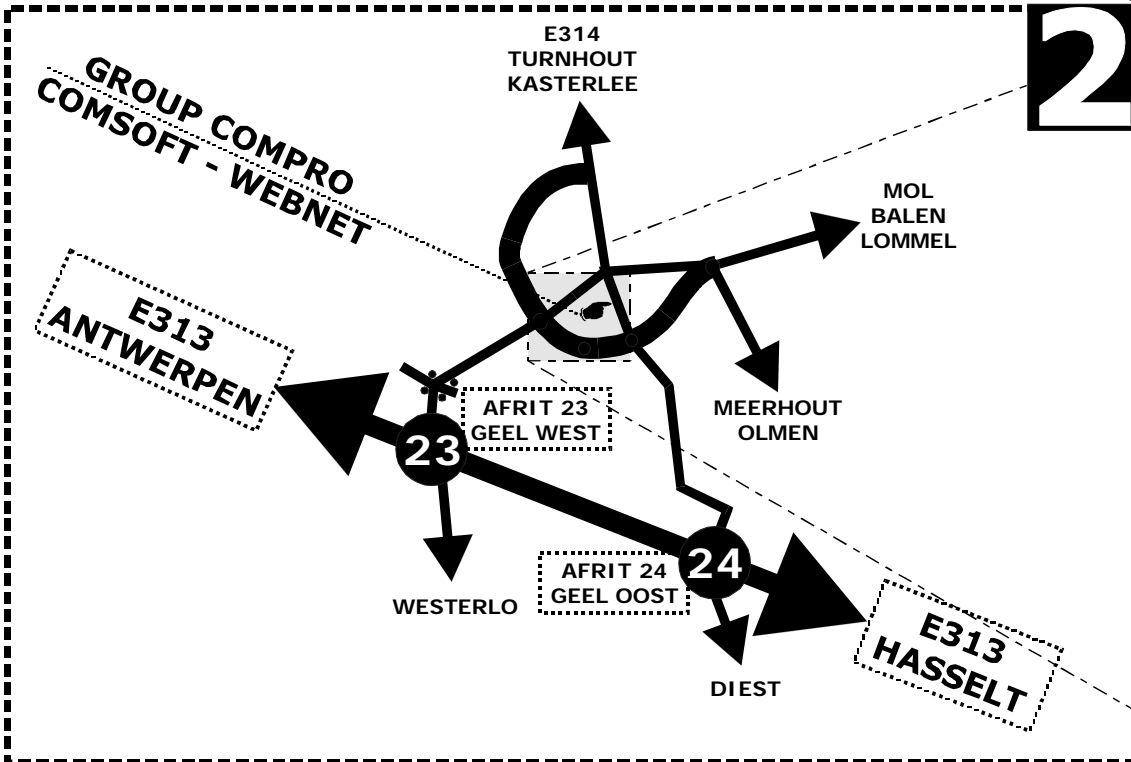 E314
TURNHOUT
KASTERLEE
2
GROUP COMPRO
COMSOFT - WEBNET
MOL
BALEN
LOMMEL
E313
ANTWERPEN
AFRIT 23
GEEL WEST
MEERHOUT
OLMEN
23
24
AFRIT 24
GEEL OOST
WESTERLO
E313
HASSELT
DIEST